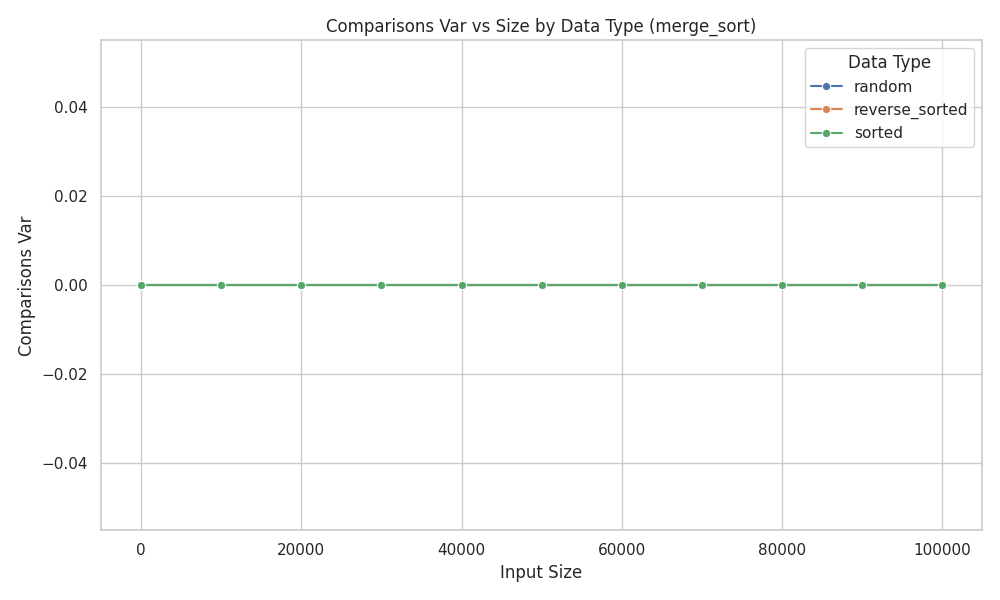 Comparisons Var vs Size by Data Type (merge_sort)
Data Type
random
reverse_sorted
sorted
0.04
0.02
0.00
−0.02
−0.04
Comparisons Var
0 20000 40000 60000 80000 100000
Input Size